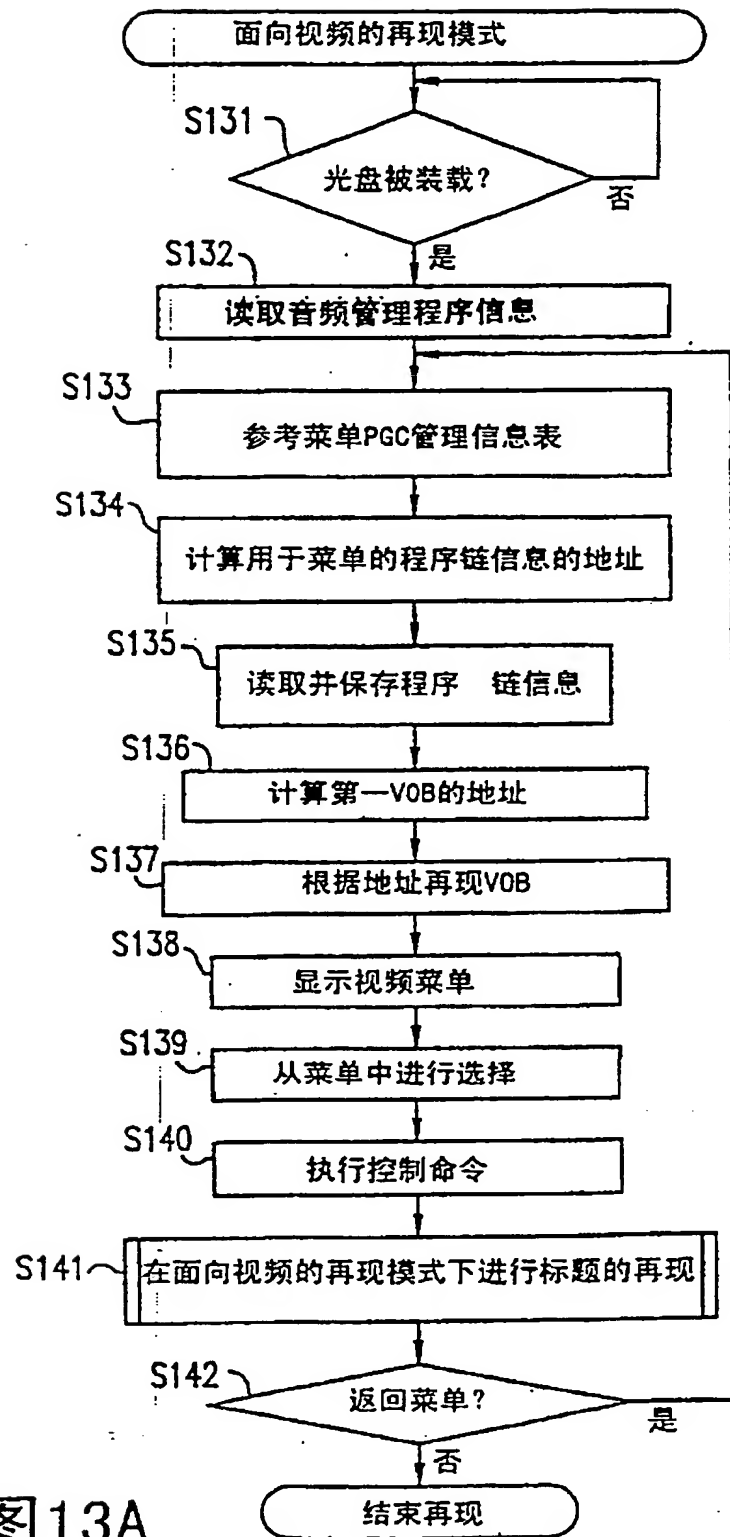 面向视频的再现模式
S131
光盘被装载?
否
是
S132
读取音频管理程序信息
S133
参考菜单PGC管理信息表
S134
计算用于菜单的程序链信息的地址
S135
读取并保存程序 链信息
S136
计算第一VOB的地址
S137
根据地址再现VOB
S138
显示视频菜单
S139
从菜单中进行选择
S140
执行控制命令
S141
在面向视频的再现模式下进行标题的再现
S142
返回菜单?
是
否
结束再现
图13A